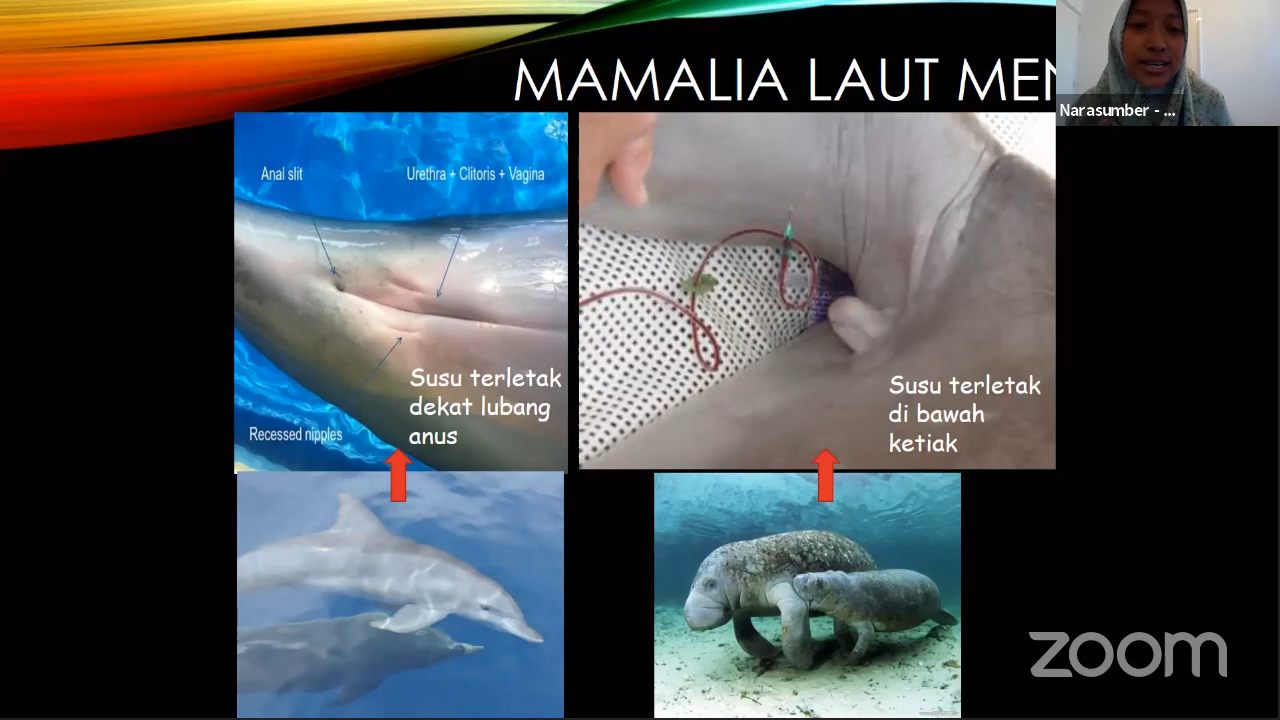 MAMALIA LAUT MEN
Narasumber - ...
Anal slit
Urethra + Clitoris + Vagina
Susu terletak
dekat lubang
anus
Recessed nipples
Susu terletak
di bawah
ketiak
zoom